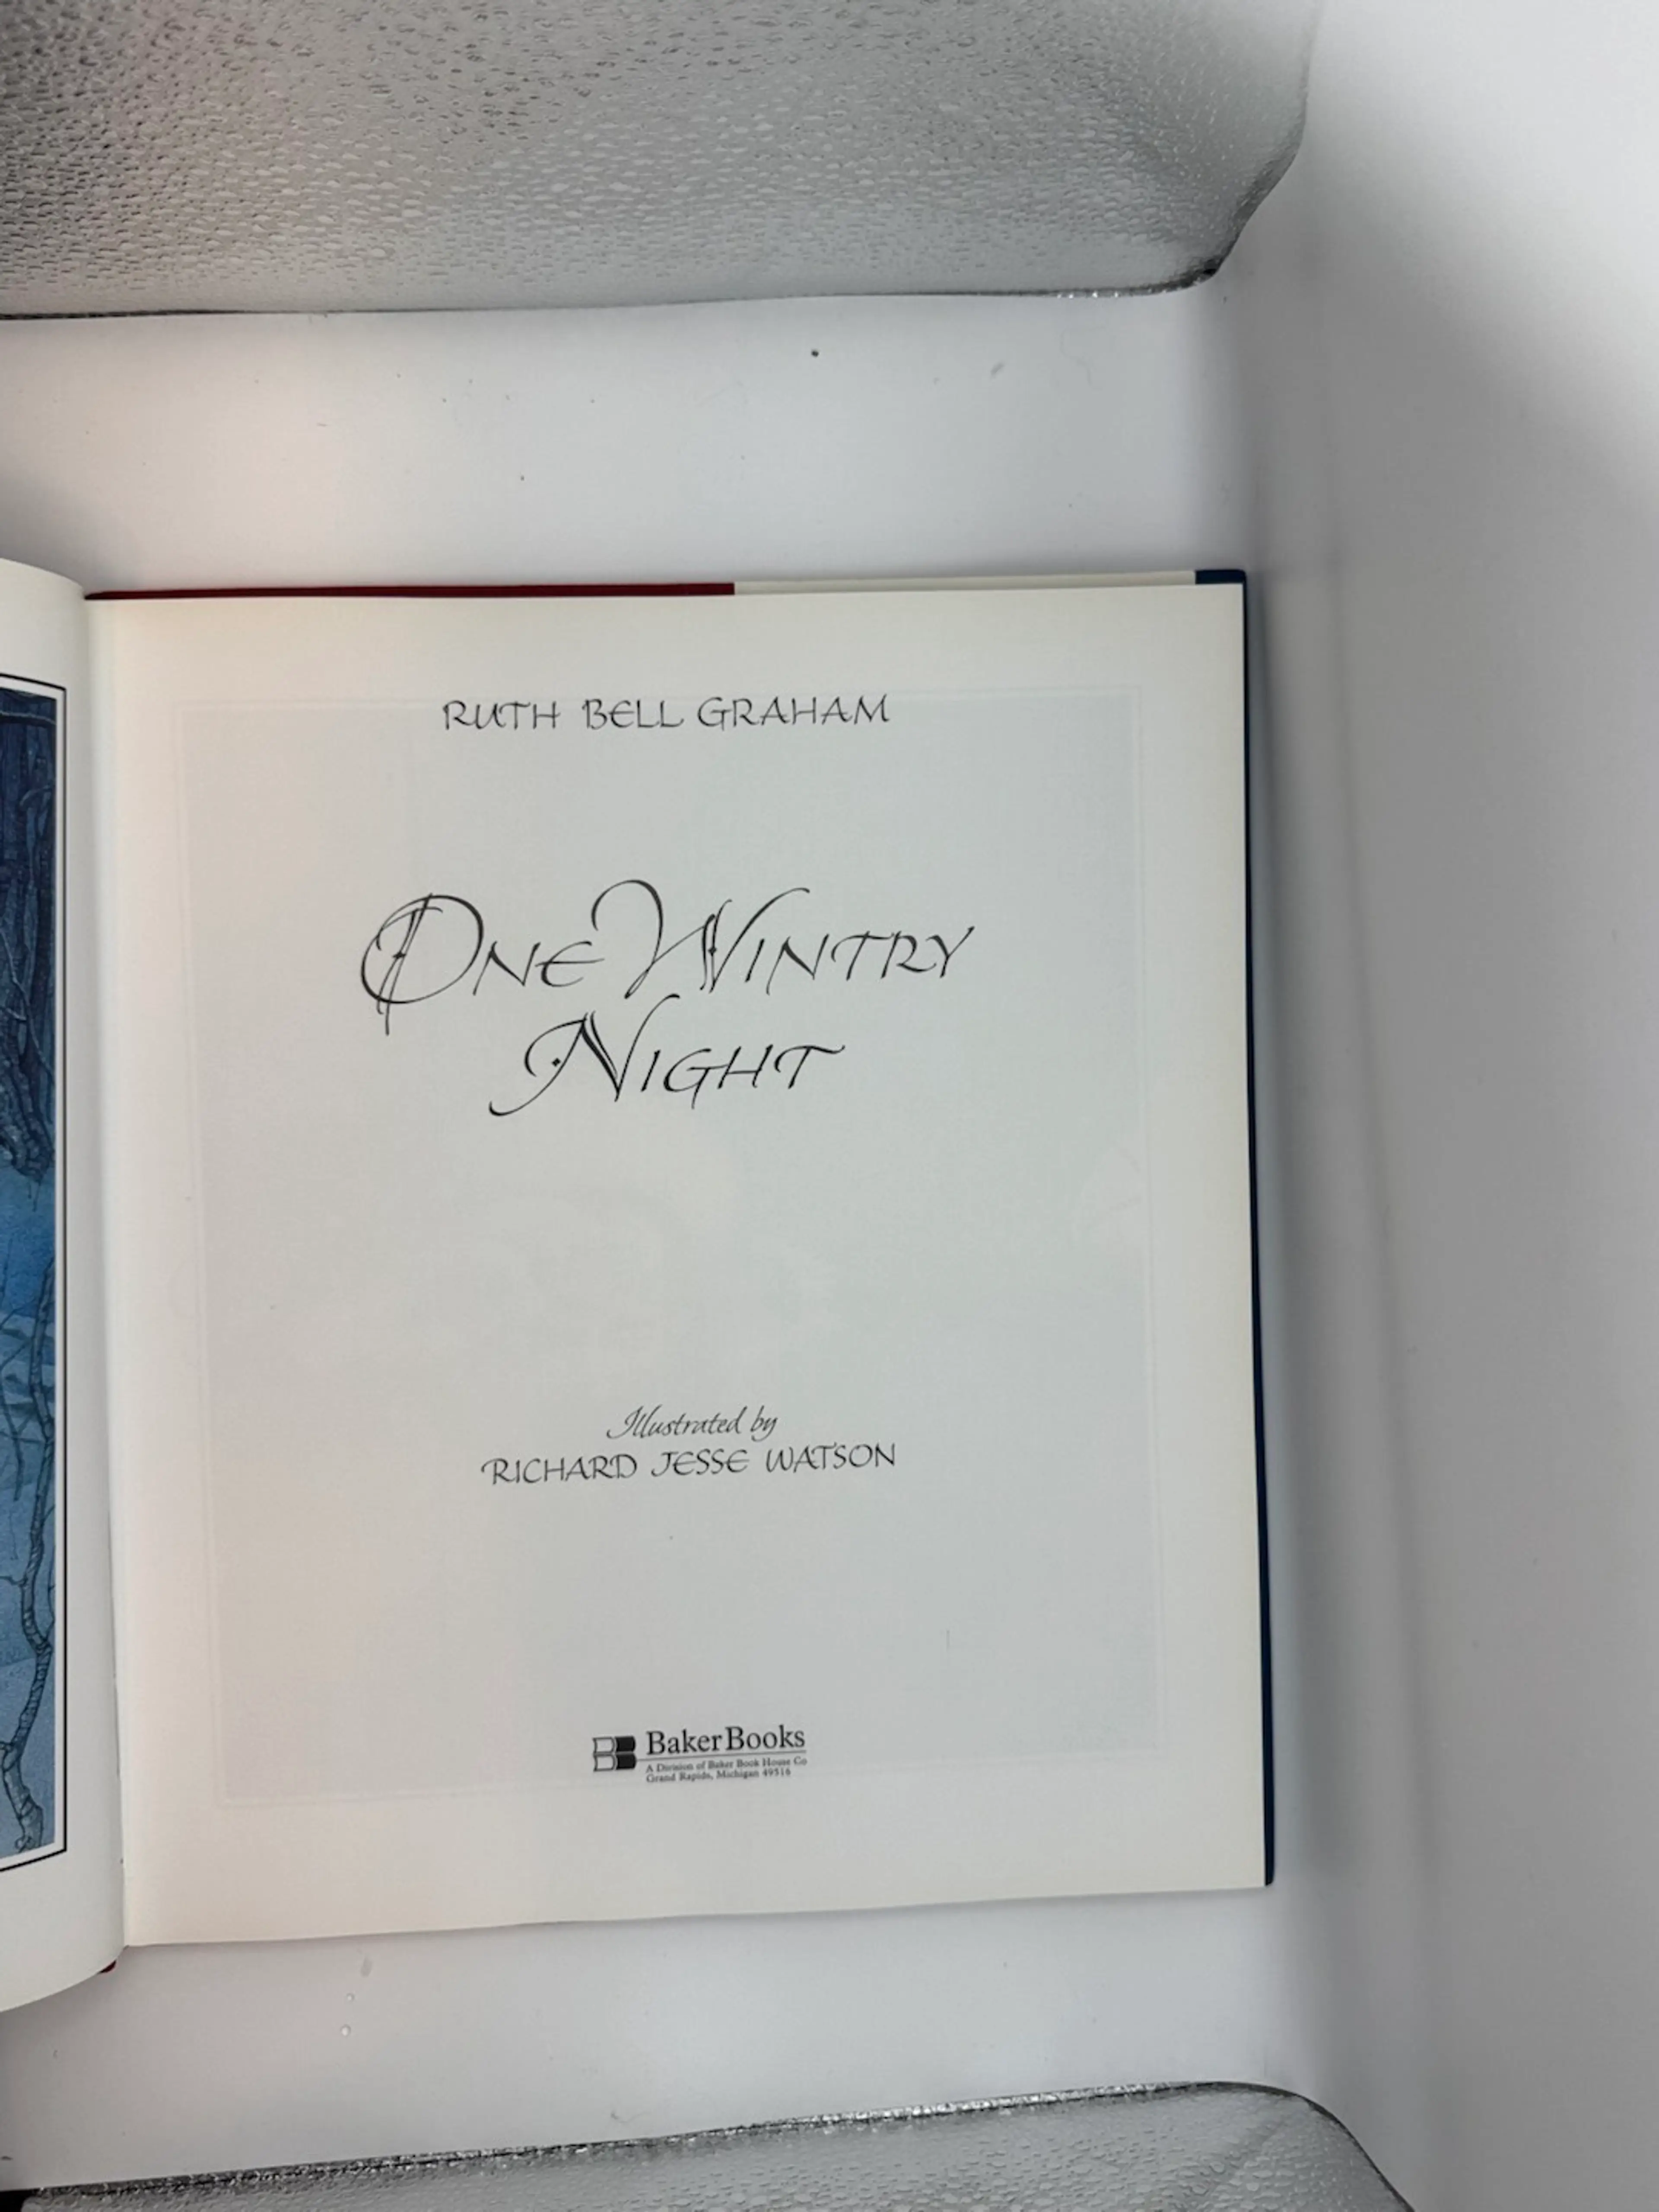 RUTH BELL GRAHAM
ONE WINTRY
NIGHT
Illustrated by
RICHARD JESSE WATSON
BakerBooks
A Division of Baker Book House Co
Grand Rapids, Michigan 49516